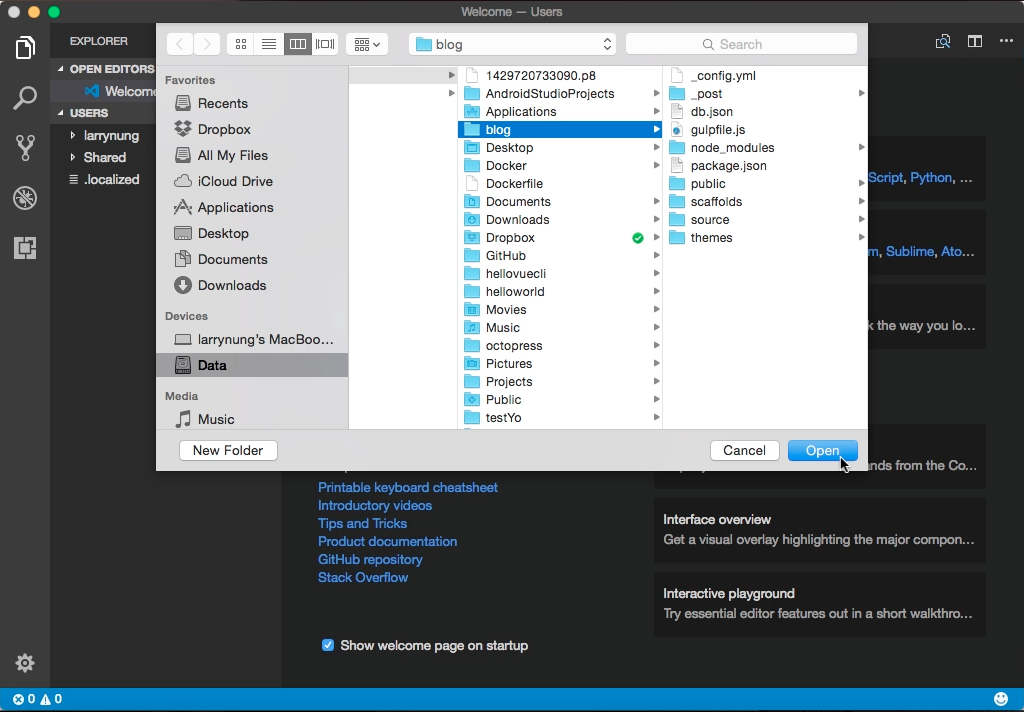 Welcome — Users
EXPLORER
OPEN EDITORS
Welcome
USERS
larrynung
Shared
.localized
blog
Search
Favorites
Recents
Dropbox
All My Files
iCloud Drive
Applications
Desktop
Documents
Downloads
Devices
larrynung's MacBoo...
Data
Media
Music
1429720733090.p8
AndroidStudioProjects
Applications
blog
Desktop
Docker
Dockerfile
Documents
Downloads
Dropbox
GitHub
hellovuecli
helloworld
Movies
Music
octopress
Pictures
Projects
Public
testYo
_config.yml
_post
db.json
gulpfile.js
node_modules
package.json
public
scaffolds
source
themes
New Folder
Cancel
Open
Script, Python, ...
m, Sublime, Ato...
k the way you lo...
ands from the Co...
Printable keyboard cheatsheet
Introductory videos
Tips and Tricks
Product documentation
GitHub repository
Stack Overflow
Interface overview
Get a visual overlay highlighting the major compon...
Interactive playground
Try essential editor features out in a short walkthro...
Show welcome page on startup
0 0